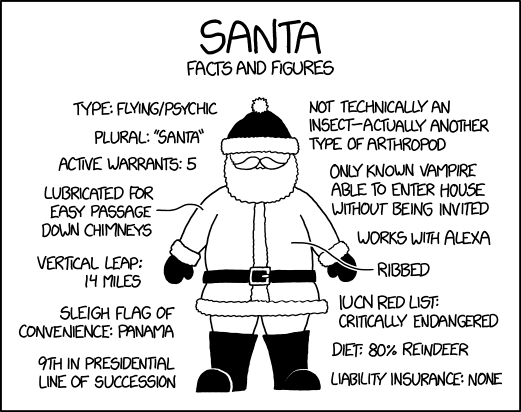 SANTA
FACTS AND FIGURES
TYPE: FLYING/PSYCHIC
PLURAL: "SANTA"
ACTIVE WARRANTS: 5
LUBRICATED FOR
EASY PASSAGE
DOWN CHIMNEYS
VERTICAL LEAP:
14 MILES
SLEIGH FLAG OF
CONVENIENCE: PANAMA
9TH IN PRESIDENTIAL
LINE OF SUCCESSION
NOT TECHNICALLY AN
INSECT—ACTUALLY ANOTHER
TYPE OF ARTHROPOD
ONLY KNOWN VAMPIRE
ABLE TO ENTER HOUSE
WITHOUT BEING INVITED
WORKS WITH ALEXA
RIBBED
IUCN RED LIST:
CRITICALLY ENDANGERED
DIET: 80% REINDEER
LIABILITY INSURANCE: NONE